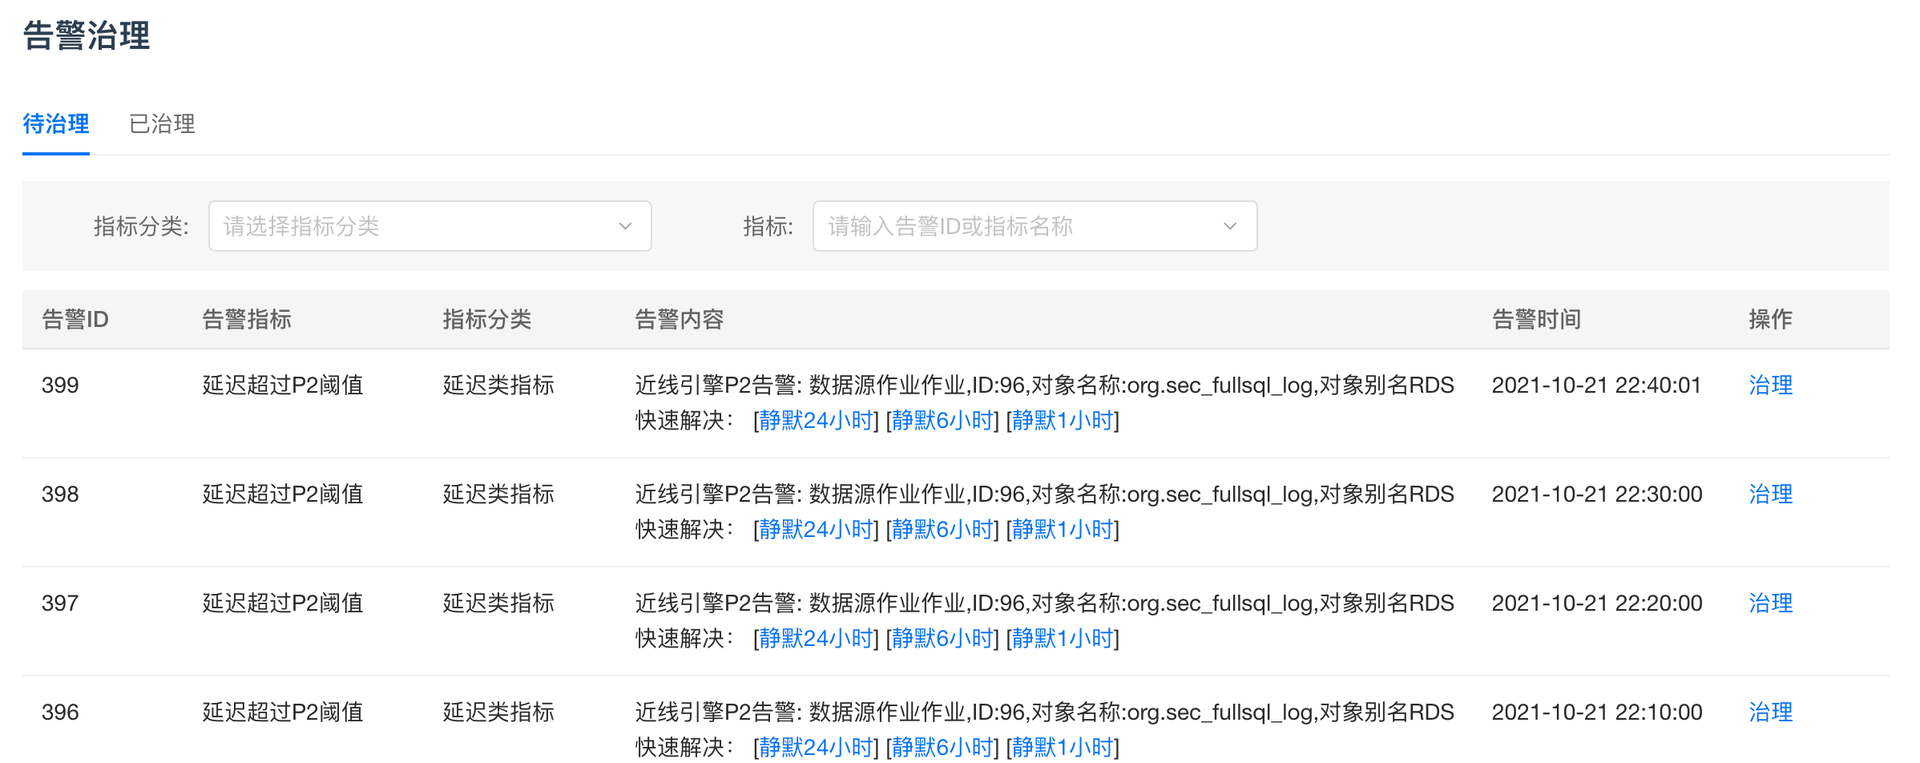 告警治理
待治理 已治理
指标分类: 请选择指标分类 指标: 请输入告警ID或指标名称
告警ID 告警指标 指标分类 告警内容 告警时间 操作
399 延迟超过P2阈值 延迟类指标 近线引擎P2告警: 数据源作业作业,ID:96,对象名称:org.sec_fullsql_log,对象别名RDS 2021-10-21 22:40:01 治理
快速解决： [静默24小时] [静默6小时] [静默1小时]
398 延迟超过P2阈值 延迟类指标 近线引擎P2告警: 数据源作业作业,ID:96,对象名称:org.sec_fullsql_log,对象别名RDS 2021-10-21 22:30:00 治理
快速解决： [静默24小时] [静默6小时] [静默1小时]
397 延迟超过P2阈值 延迟类指标 近线引擎P2告警: 数据源作业作业,ID:96,对象名称:org.sec_fullsql_log,对象别名RDS 2021-10-21 22:20:00 治理
快速解决： [静默24小时] [静默6小时] [静默1小时]
396 延迟超过P2阈值 延迟类指标 近线引擎P2告警: 数据源作业作业,ID:96,对象名称:org.sec_fullsql_log,对象别名RDS 2021-10-21 22:10:00 治理
快速解决： [静默24小时] [静默6小时] [静默1小时]